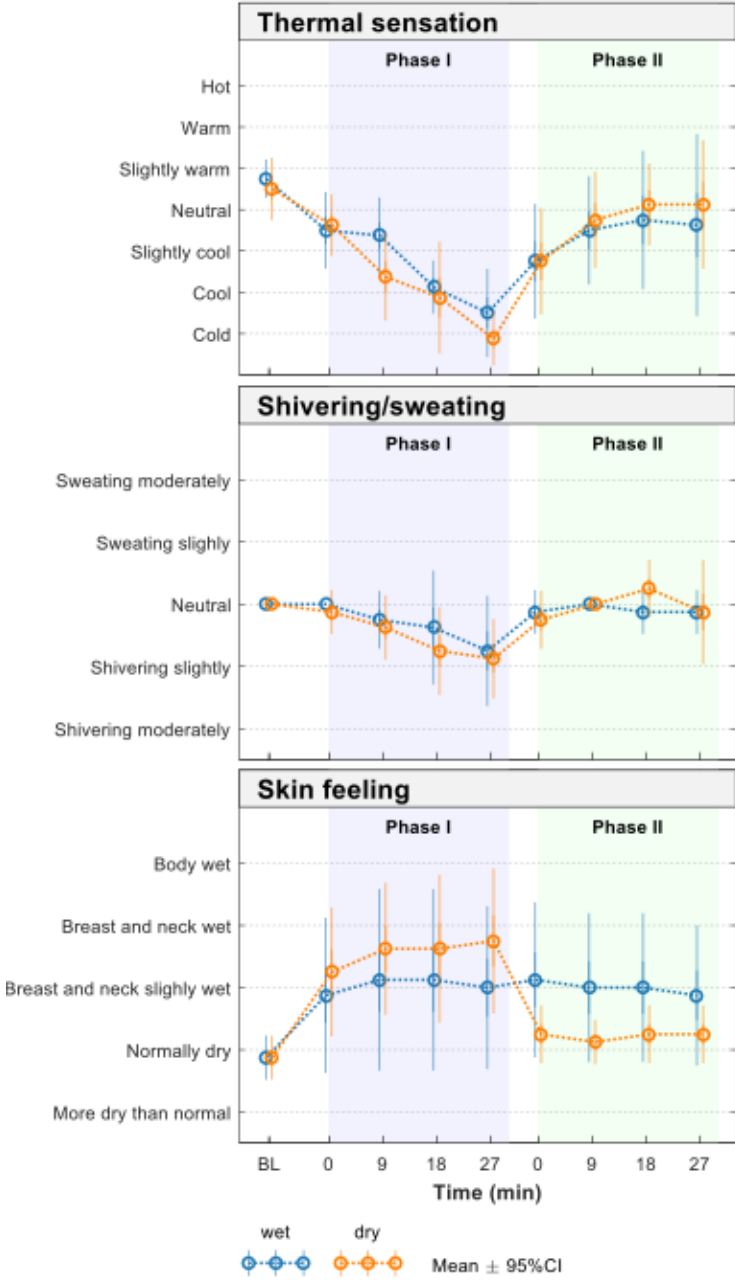 Thermal sensation
Phase I Phase II
Hot
Warm
Slightly warm
Neutral
Slightly cool
Cool
Cold
Shivering/sweating
Phase I Phase II
Sweating moderately
Sweating slighly
Neutral
Shivering slightly
Shivering moderately
Skin feeling
Phase I Phase II
Body wet
Breast and neck wet
Breast and neck slighly wet
Normally dry
More dry than normal
BL 0 9 18 27 0 9 18 27
Time (min)
wet dry
Mean ± 95%CI